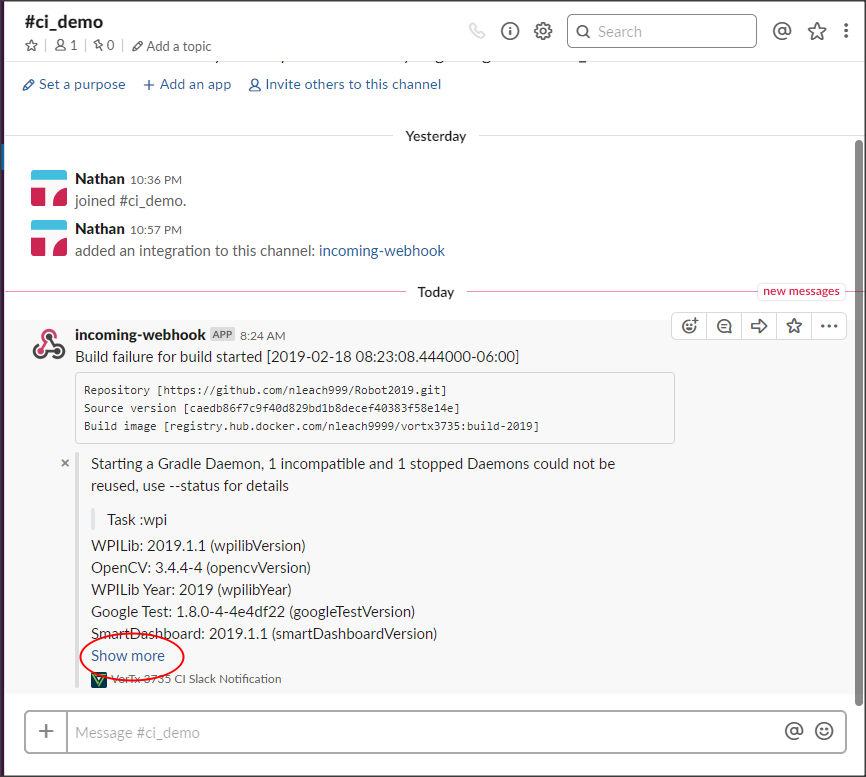 #ci_demo
1
0
Add a topic
Search
Set a purpose
Add an app
Invite others to this channel
Yesterday
Nathan 10:36 PM
joined #ci_demo.
Nathan 10:57 PM
added an integration to this channel: incoming-webhook
Today
new messages
incoming-webhook APP 8:24 AM
Build failure for build started [2019-02-18 08:23:08.444000-06:00]
Repository [https://github.com/nleach999/Robot2019.git]
Source version [caedb86f7c9f40d829bd1b8decef40383f58e14e]
Build image [registry.hub.docker.com/nleach9999/vortx3735:build-2019]
Starting a Gradle Daemon, 1 incompatible and 1 stopped Daemons could not be
reused, use --status for details
Task :wpi
WPILib: 2019.1.1 (wpilibVersion)
OpenCV: 3.4.4-4 (opencvVersion)
WPILib Year: 2019 (wpilibYear)
Google Test: 1.8.0-4-4e4df22 (googleTestVersion)
SmartDashboard: 2019.1.1 (smartDashboardVersion)
Show more
VorTx 3735 CI Slack Notification
Message #ci_demo